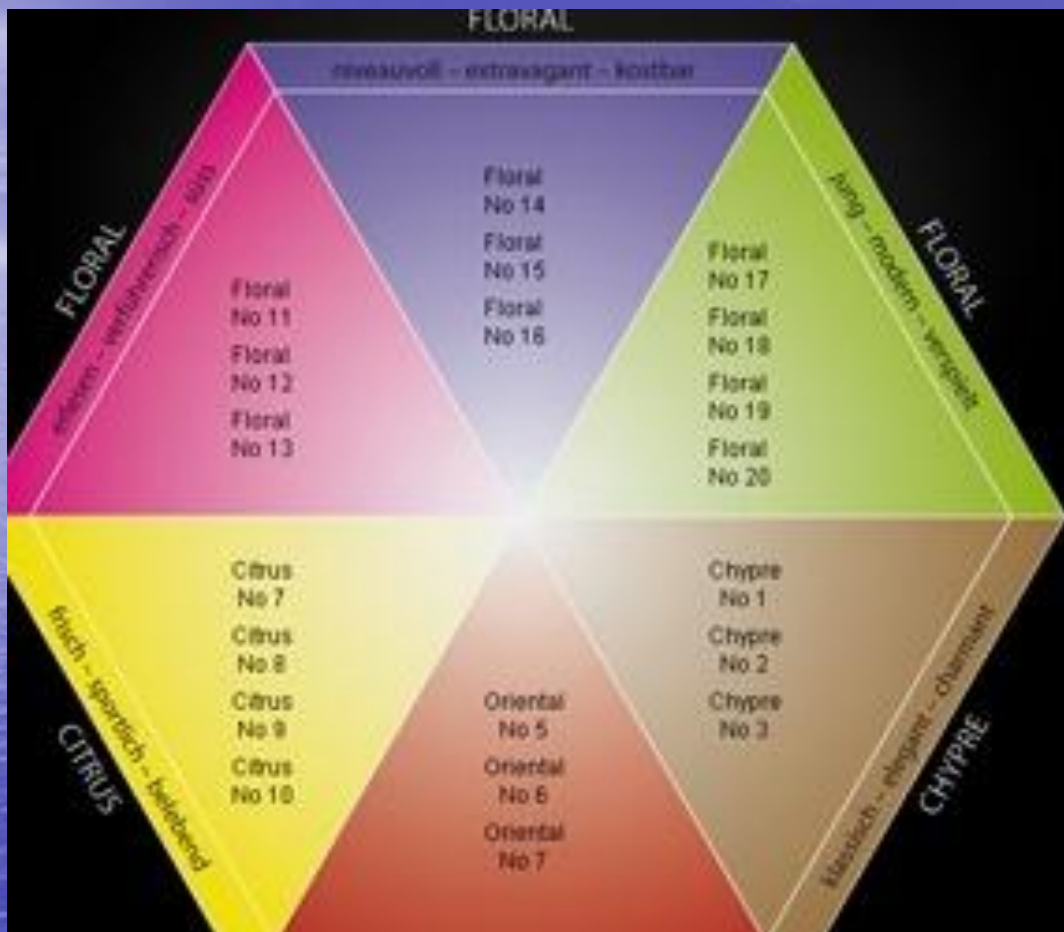 FLORAL
niveauvoll – extravagant – kostbar
Floral
No 14
Floral
No 15
Floral
No 16
FLORAL
erlesen – verführerisch – süß
Floral
No 11
Floral
No 12
Floral
No 13
FLORAL
jung – modern – verspielt
Floral
No 17
Floral
No 18
Floral
No 19
Floral
No 20
CITRUS
frisch – sportlich – belebend
Citrus
No 7
Citrus
No 8
Citrus
No 9
Citrus
No 10
Oriental
No 5
Oriental
No 6
Oriental
No 7
Chypre
No 1
Chypre
No 2
Chypre
No 3
klassisch – elegant – charmant
CHYPRE